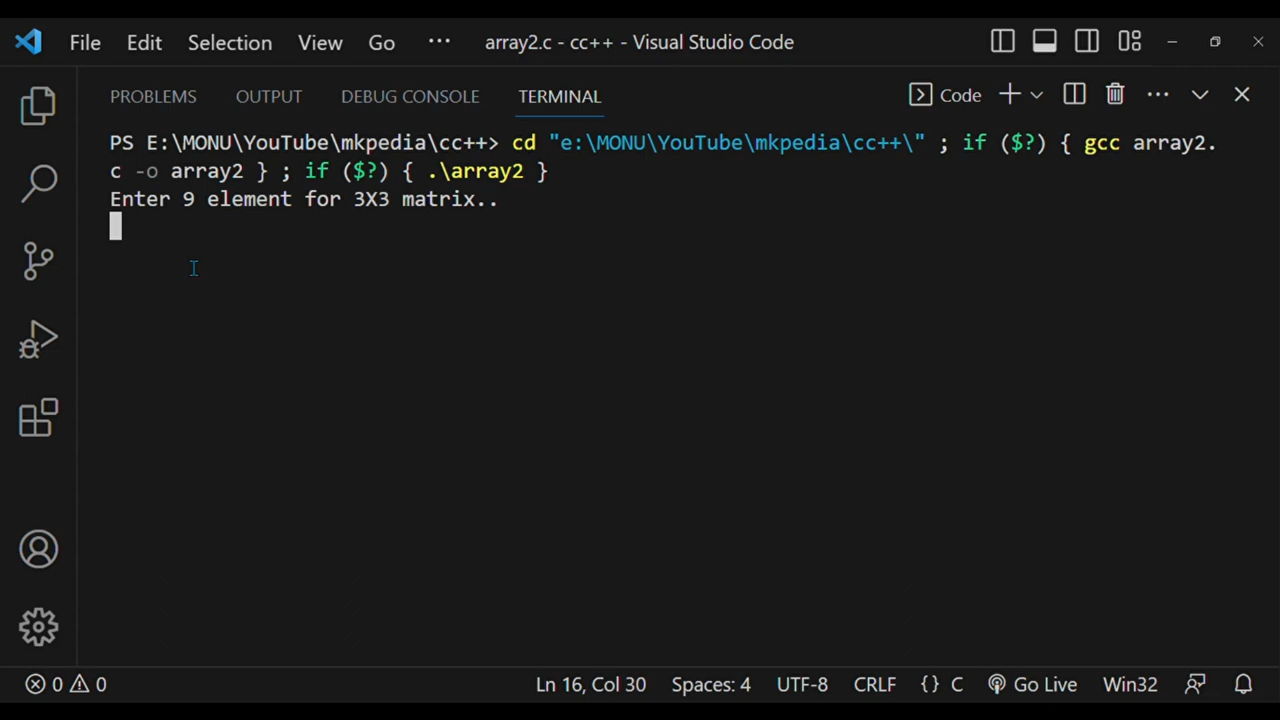 File Edit Selection View Go ··· array2.c - cc++ - Visual Studio Code
PROBLEMS OUTPUT DEBUG CONSOLE TERMINAL Code
PS E:\MONU\YouTube\mkpedia\cc++> cd "e:\MONU\YouTube\mkpedia\cc++\" ; if ($?) { gcc array2.
c -o array2 } ; if ($?) { .\array2 }
Enter 9 element for 3X3 matrix..
0 0 Ln 16, Col 30 Spaces: 4 UTF-8 CRLF {} C Go Live Win32